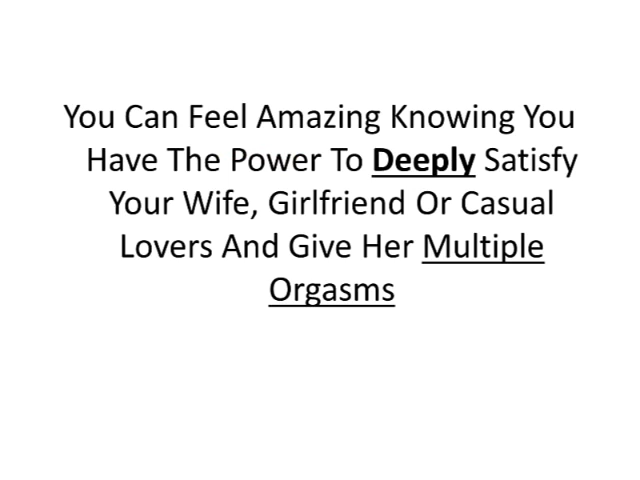 You Can Feel Amazing Knowing You
Have The Power To Deeply Satisfy
Your Wife, Girlfriend Or Casual
Lovers And Give Her Multiple
Orgasms